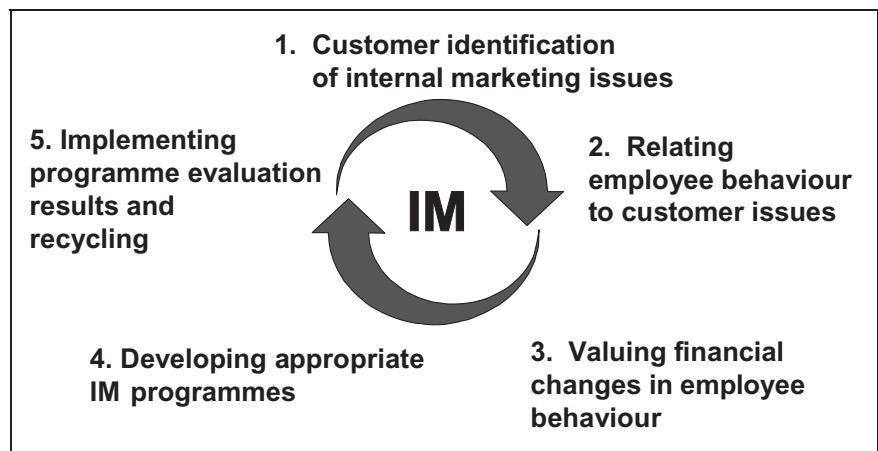 1. Customer identification
of internal marketing issues
2. Relating
employee behaviour
to customer issues
3. Valuing financial
changes in employee
behaviour
4. Developing appropriate
IM programmes
5. Implementing
programme evaluation
results and
recycling
IM